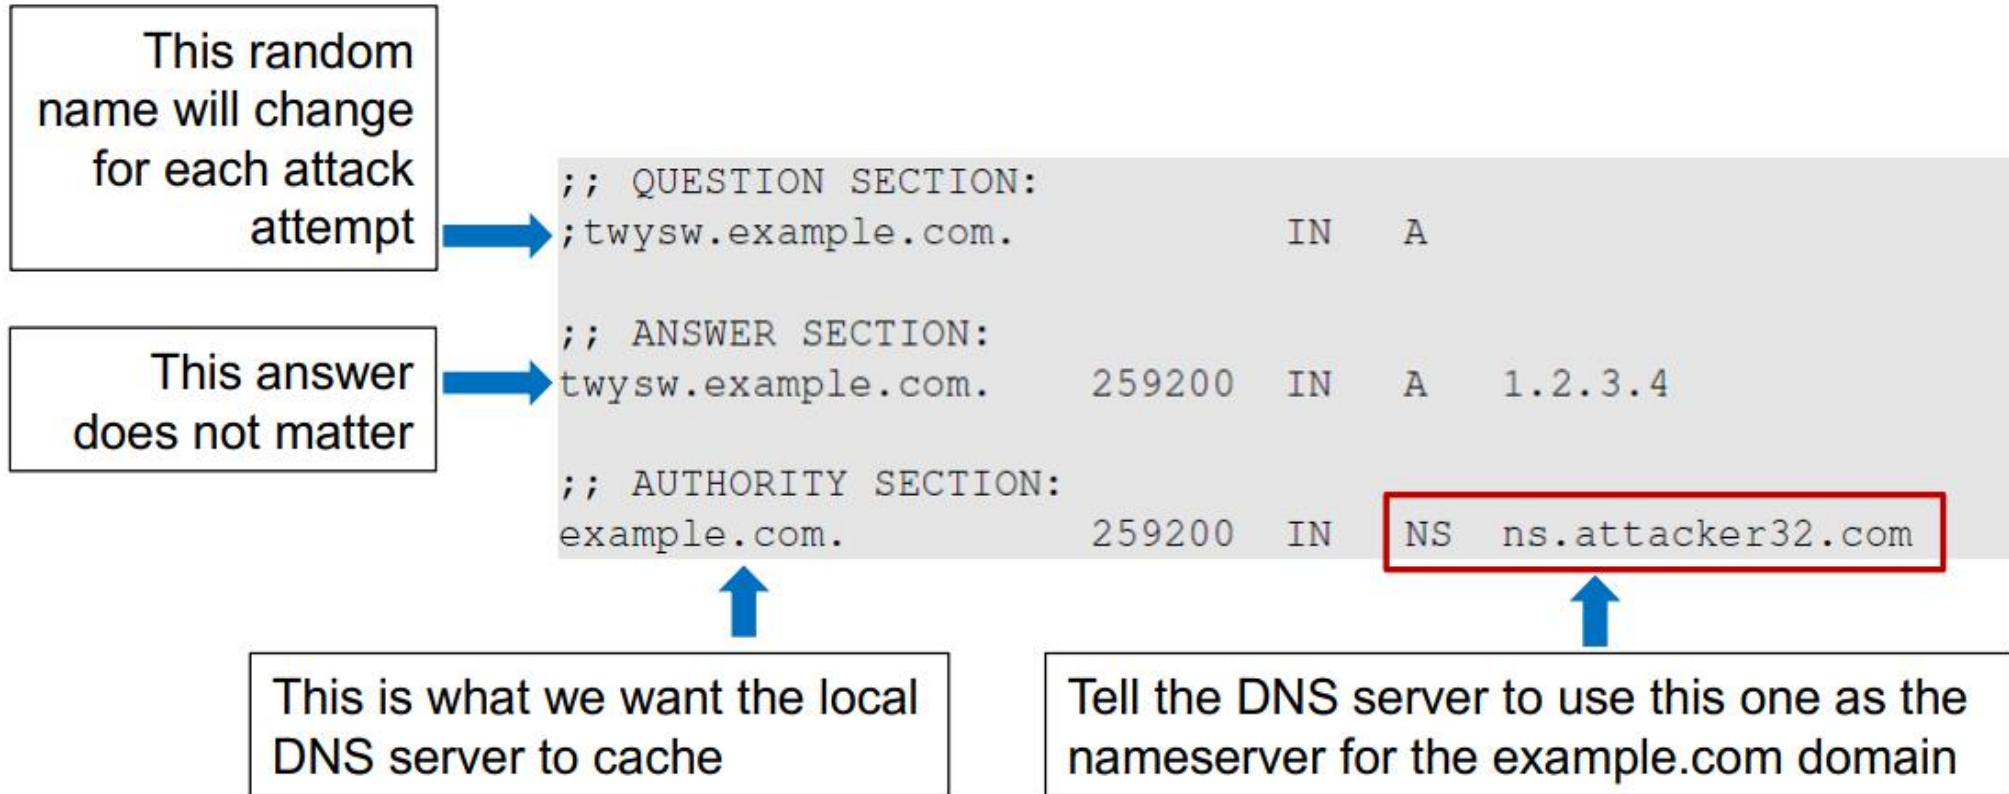 This random
name will change
for each attack
attempt
;; QUESTION SECTION:
;twysw.example.com. IN A
;; ANSWER SECTION:
This answer
does not matter
twysw.example.com. 259200 IN A 1.2.3.4
;; AUTHORITY SECTION:
example.com. 259200 IN NS ns.attacker32.com
This is what we want the local
DNS server to cache
Tell the DNS server to use this one as the
nameserver for the example.com domain